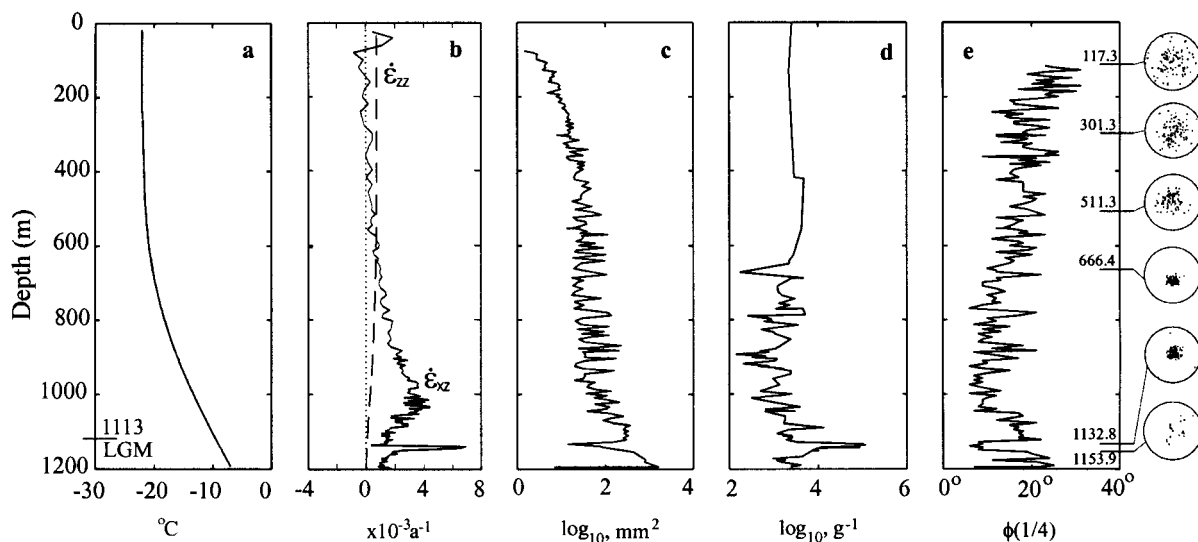 0
200
400
600
800
1000
1200
Depth (m)
a
1113
LGM
-30
-20
-10
0
°C
b
ε̇zz
ε̇xz
-4
0
4
8
x10⁻³a⁻¹
c
0
2
4
log₁₀, mm²
d
2
4
6
log₁₀, g⁻¹
e
0°
20°
40°
ϕ(1/4)
117.3
301.3
511.3
666.4
1132.8
1153.9